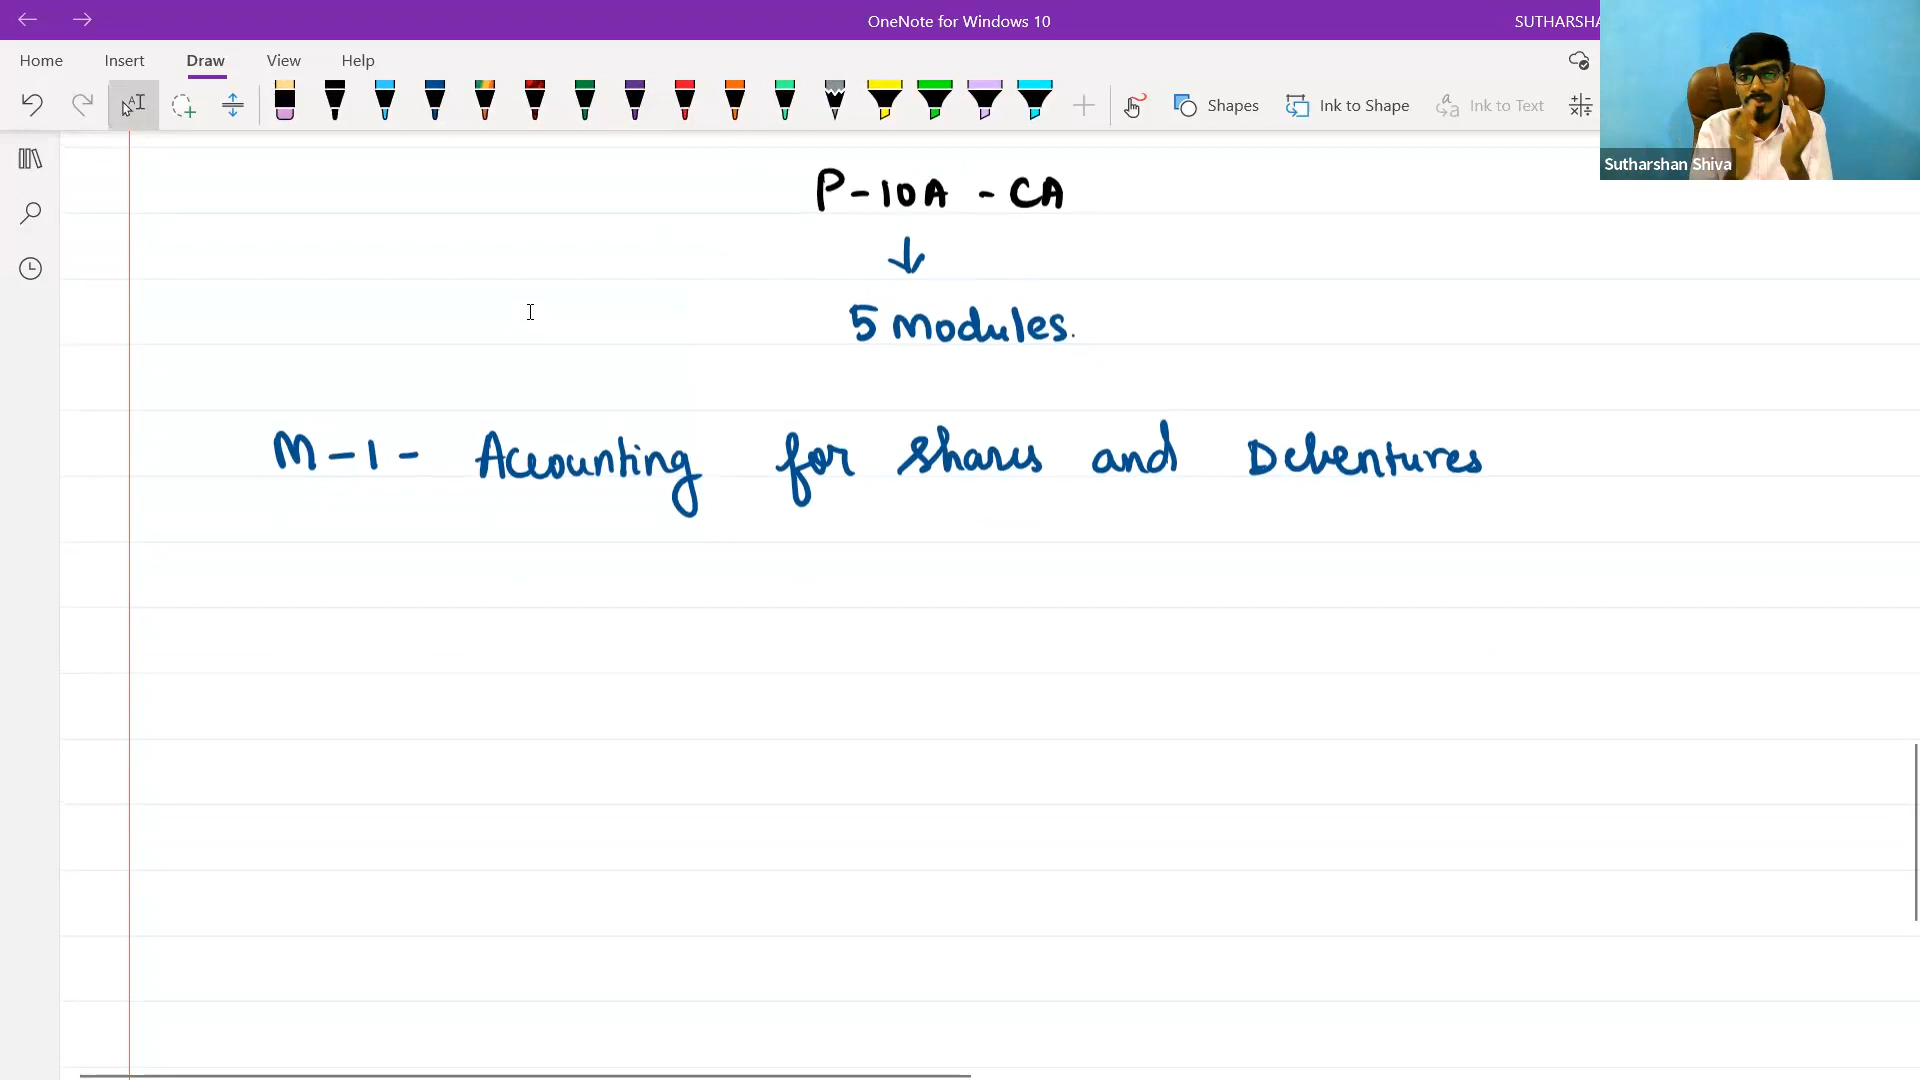 OneNote for Windows 10
SUTHARSHA
Home Insert Draw View Help
Shapes Ink to Shape Ink to Text
Sutharshan Shiva
P - 10A - CA
↓
5 modules.
M - 1 - Accounting for shares and Debentures